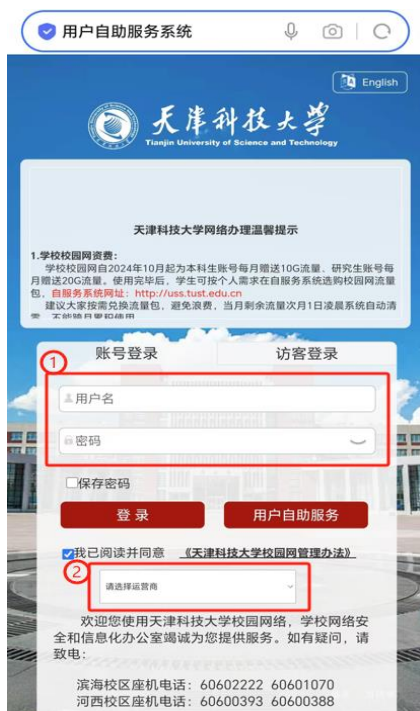 用户自助服务系统
English
天津科技大学
Tianjin University of Science and Technology
天津科技大学网络办理温馨提示
1.学校校园网资费：
学校校园网自2024年10月起为本科生账号每月赠送10G流量，研究生账号每
月赠送20G流量。使用完毕后，学生可按个人需求在自服务系统选购校园网流量
包，自服务系统网址：http://uss.tust.edu.cn
建议大家按需兑换流量包，避免浪费，当月剩余流量次月1日凌晨系统自动清
零，不能跨月累积使用
账号登录
访客登录
1
用户名
密码
保存密码
登 录
用户自助服务
我已阅读并同意 《天津科技大学校园网管理办法》
2
请选择运营商
欢迎您使用天津科技大学校园网络，学校网络安
全和信息化办公室竭诚为您提供服务。如有疑问，请
致电：
滨海校区座机电话： 60602222 60601070
河西校区座机电话： 60600393 60600388